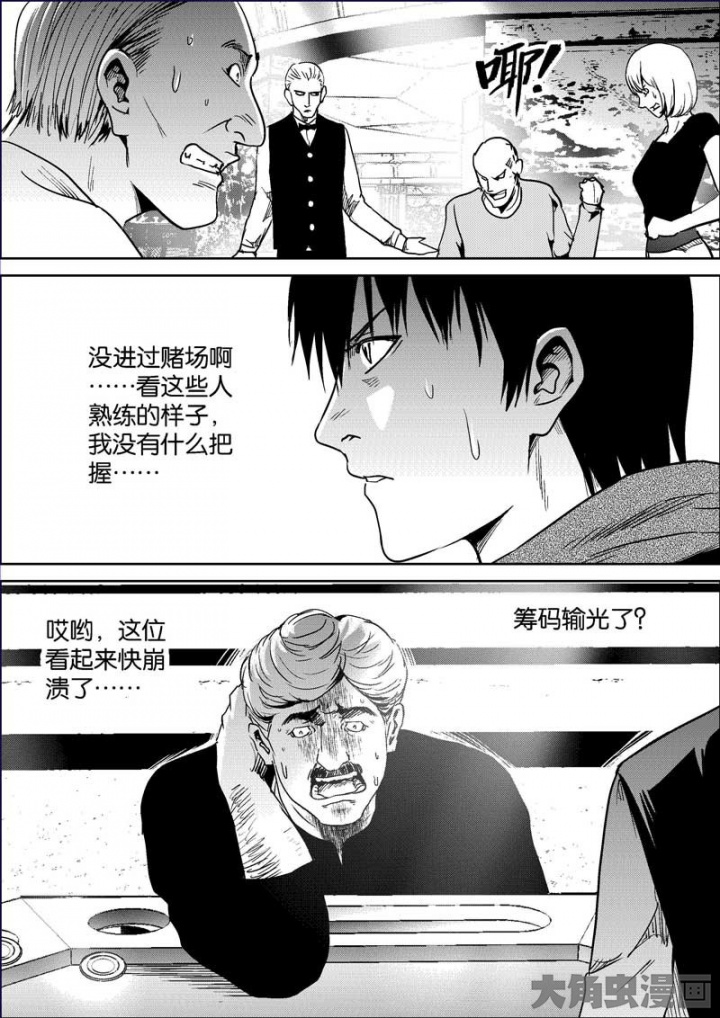 嘢！
没进过赌场啊
……看这些人
熟练的样子，
我没有什么把
握……
筹码输光了？
哎哟，这位
看起来快崩
溃了……
大角虫漫画